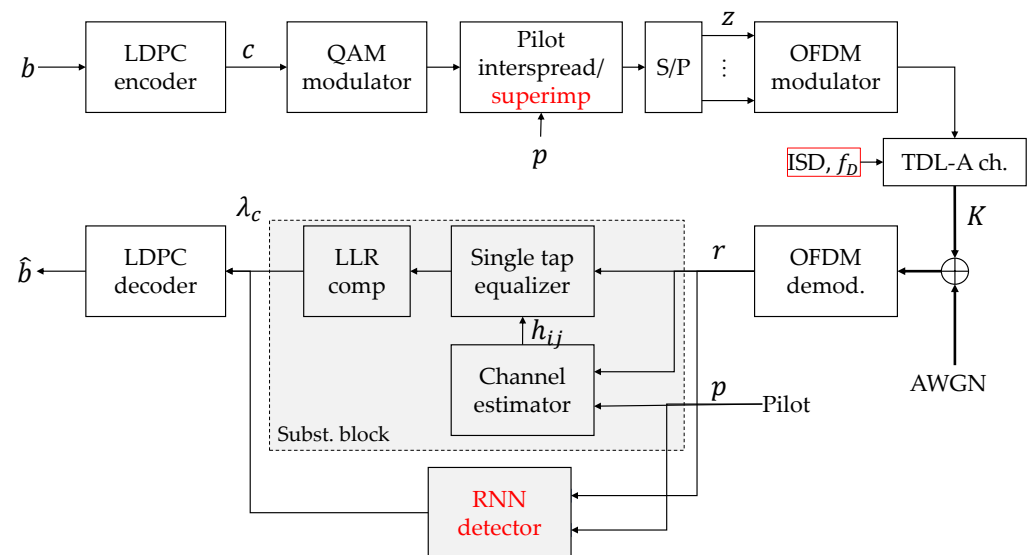 b
LDPC
encoder
c
QAM
modulator
Pilot
interspread/
superimp
p
S/P
z
⋮
OFDM
modulator
ISD, f_D
TDL-A ch.
K
b̂
LDPC
decoder
λ_c
LLR
comp
Single tap
equalizer
r
OFDM
demod.
h_ij
Channel
estimator
p
Pilot
AWGN
Subst. block
RNN
detector